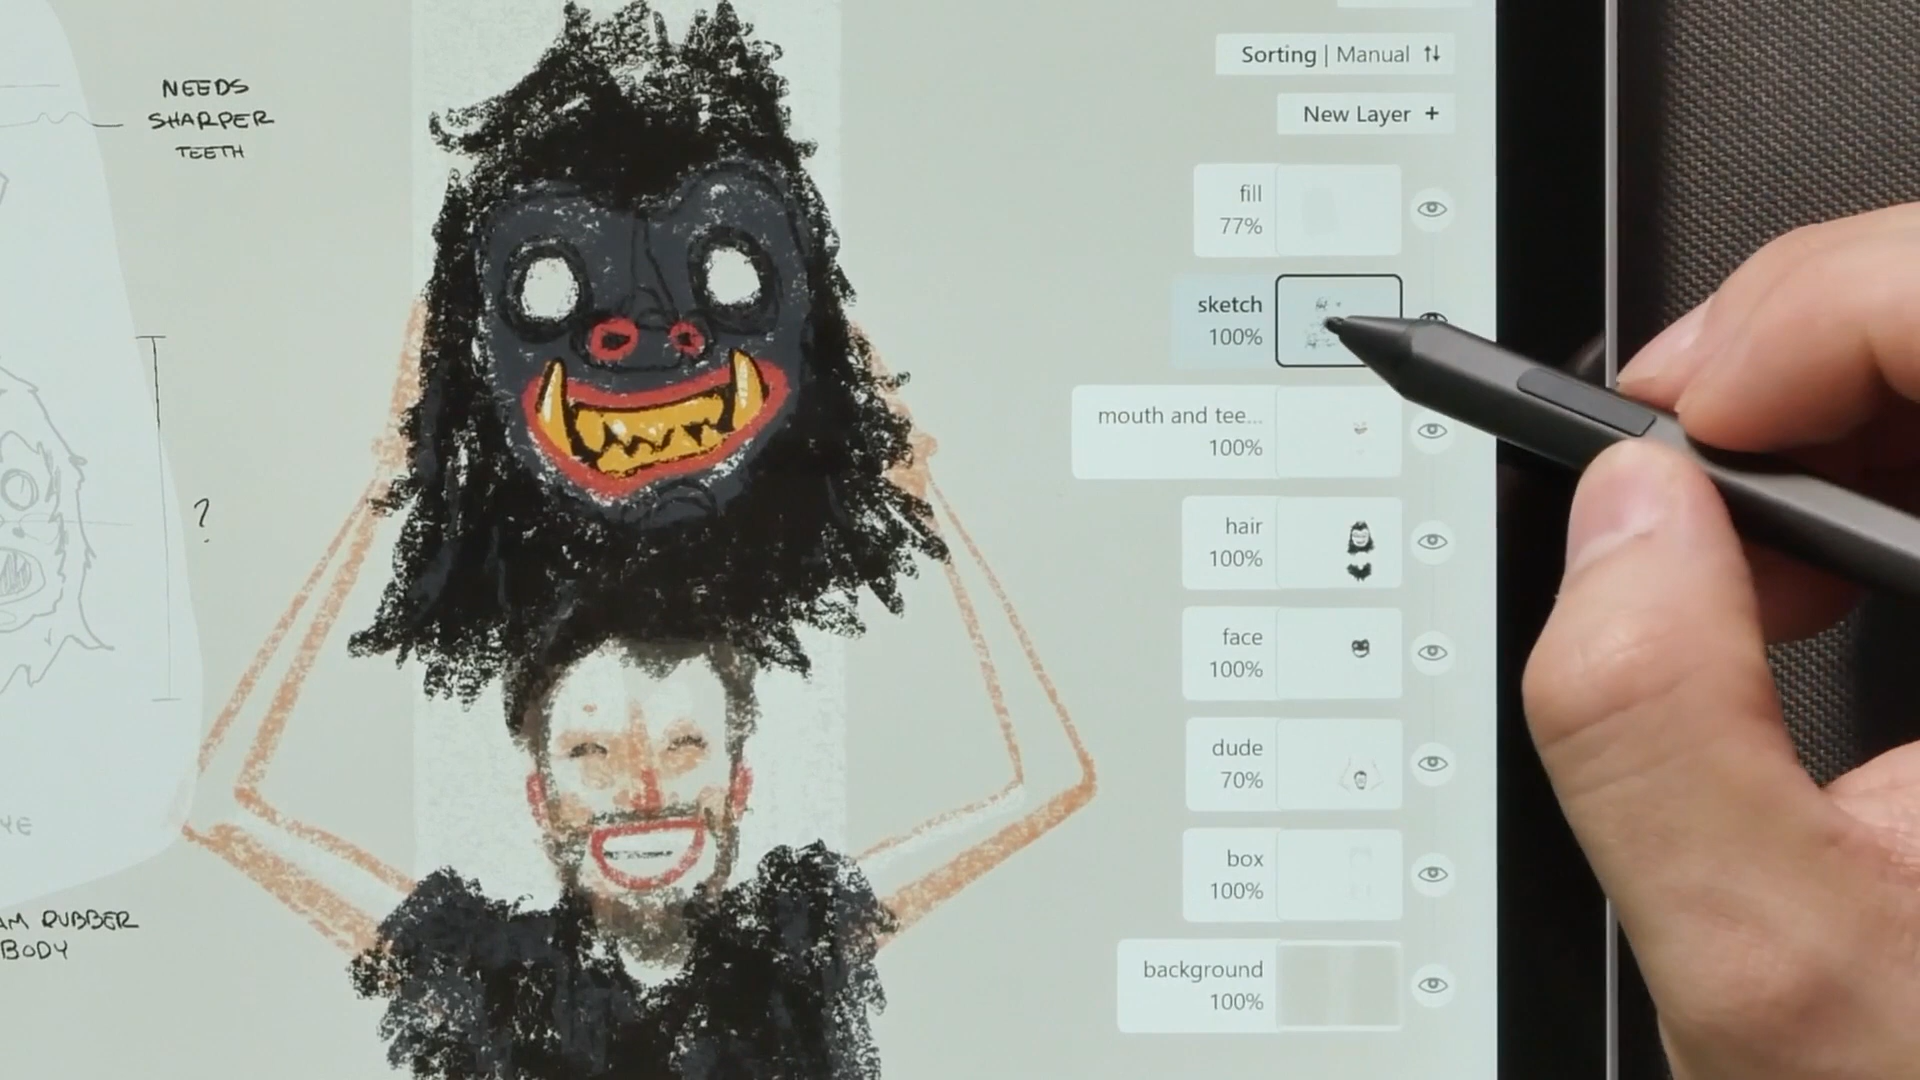 NEEDS
SHARPER
TEETH
?
RUBBER
BODY
Sorting | Manual
New Layer +
fill
77%
sketch
100%
mouth and tee...
100%
hair
100%
face
100%
dude
70%
box
100%
background
100%